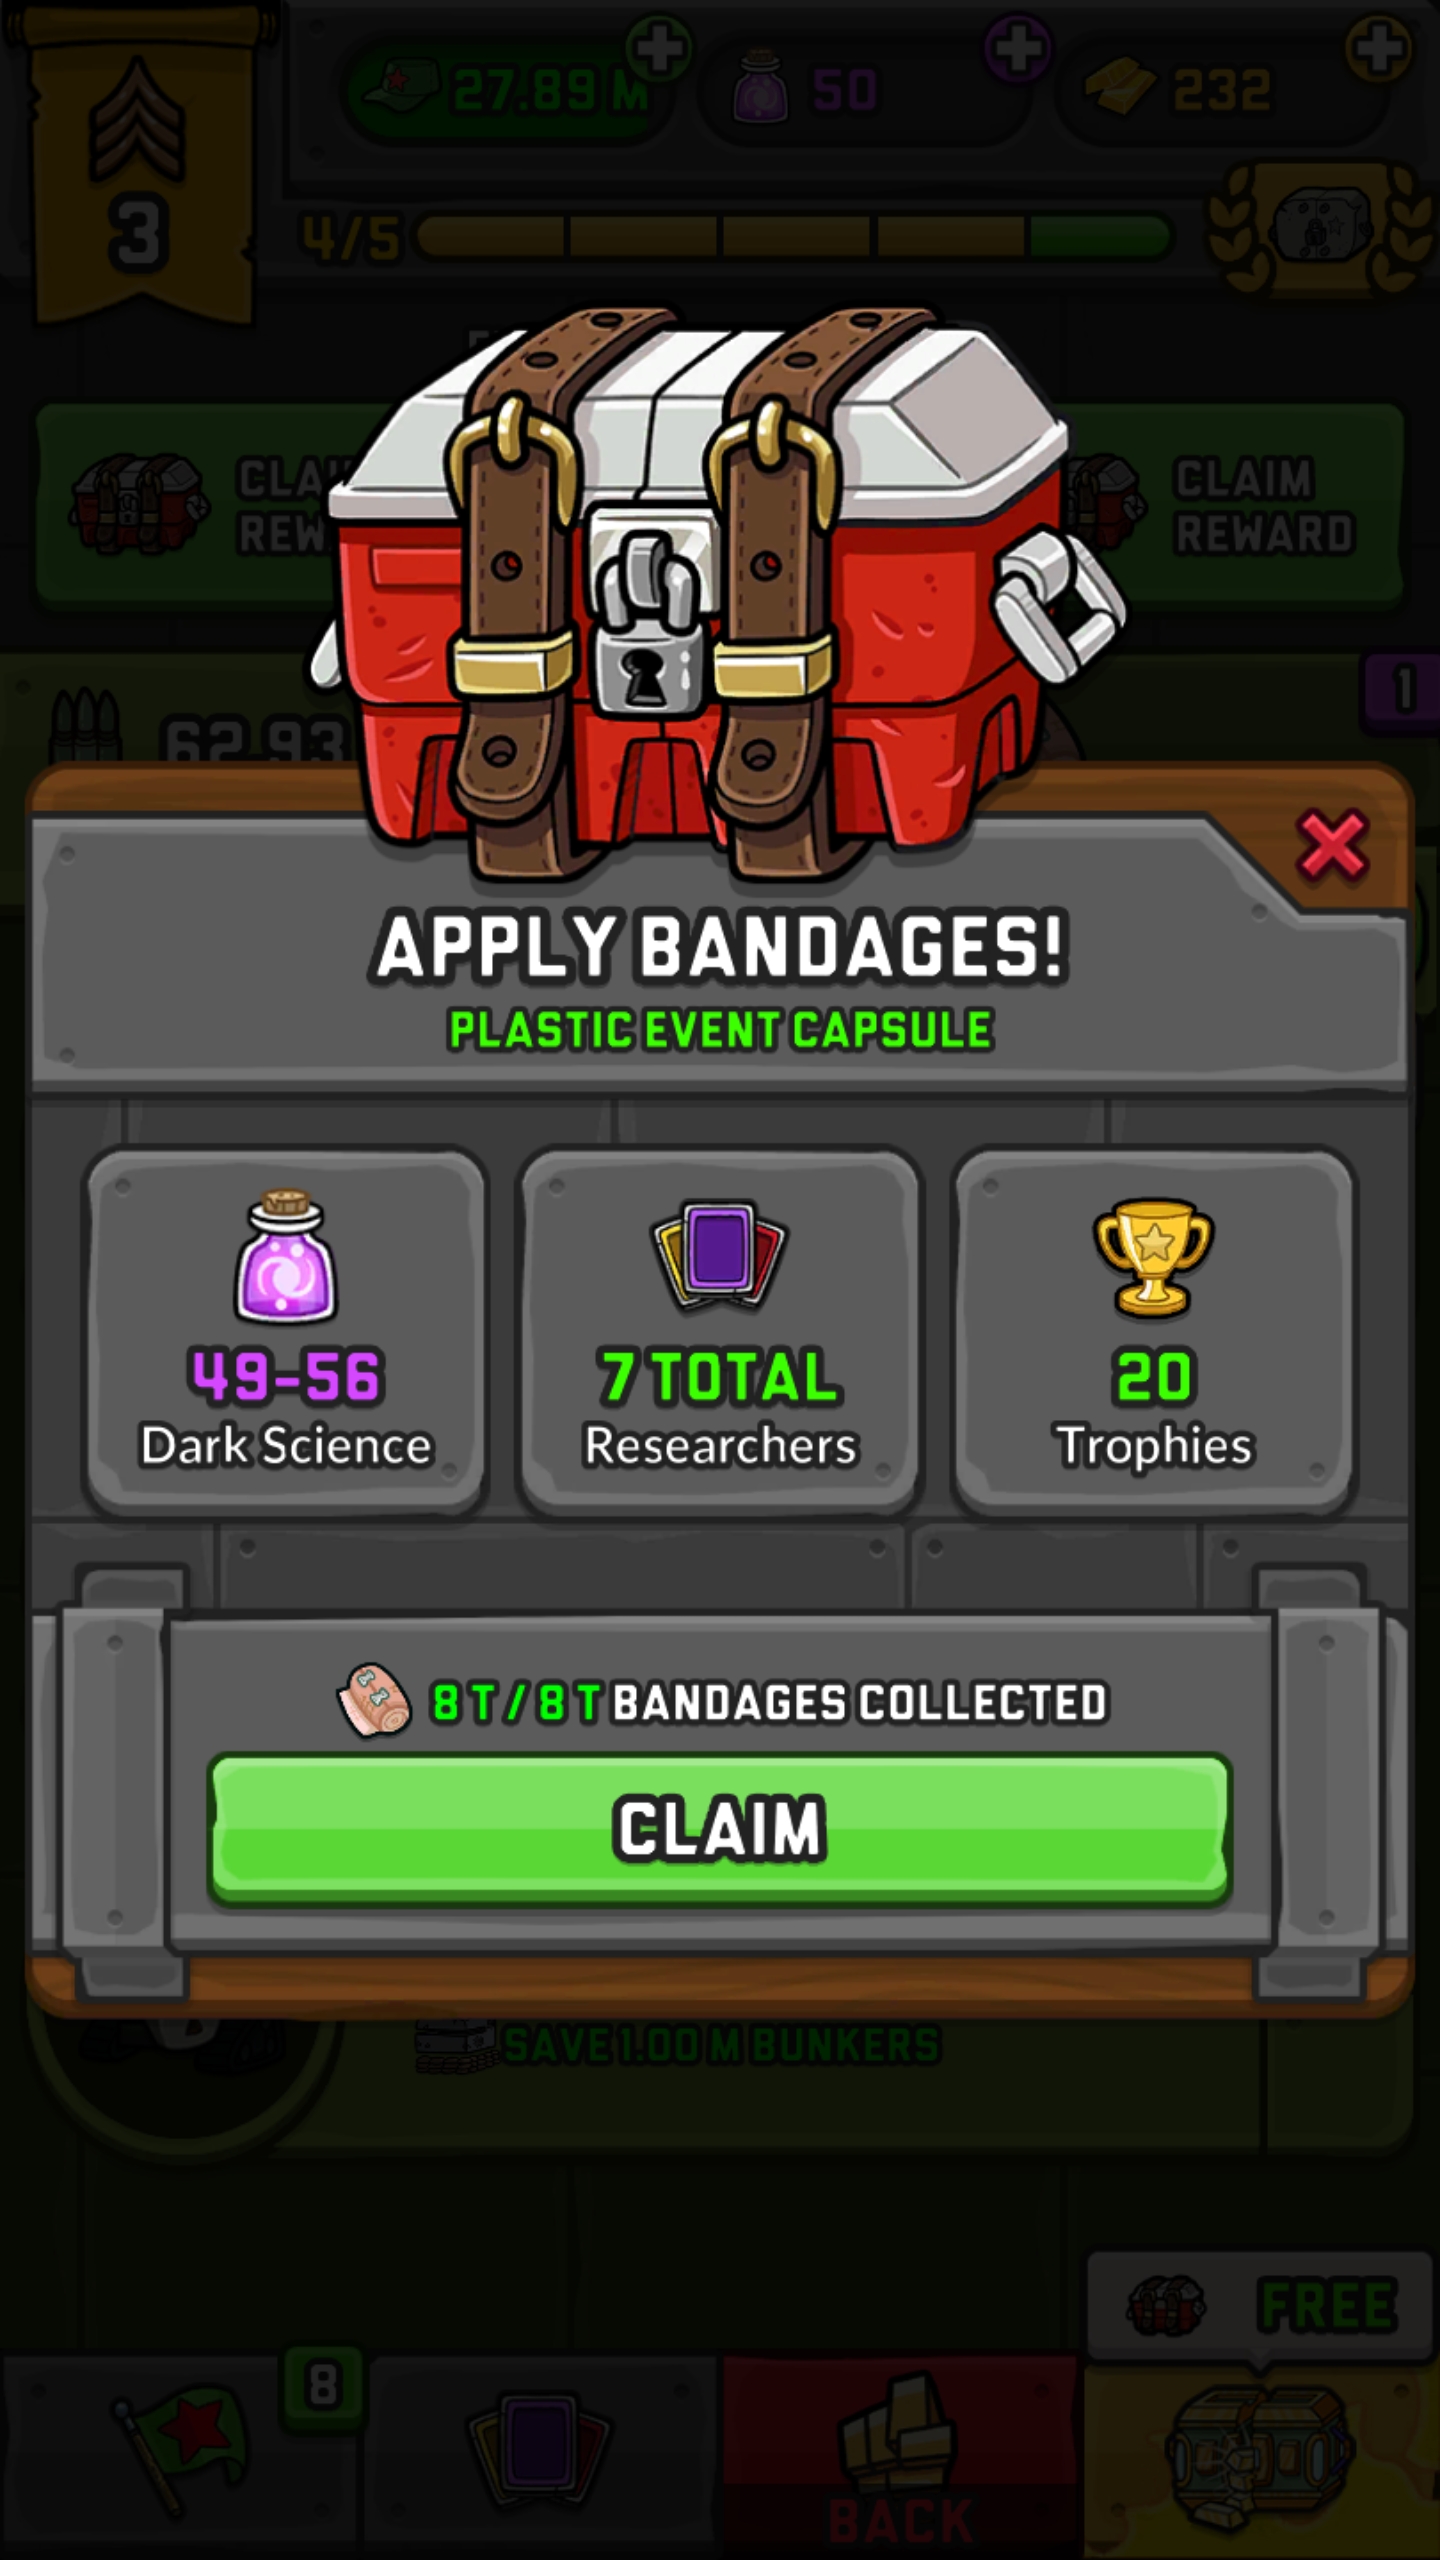 27.89 M
50
232
3
4/5
CLAIM
REWARD
62.93
1
APPLY BANDAGES!
PLASTIC EVENT CAPSULE
49-56
Dark Science
7 TOTAL
Researchers
20
Trophies
8 T / 8 T BANDAGES COLLECTED
CLAIM
SAVE 1.00 M BUNKERS
FREE
8
BACK